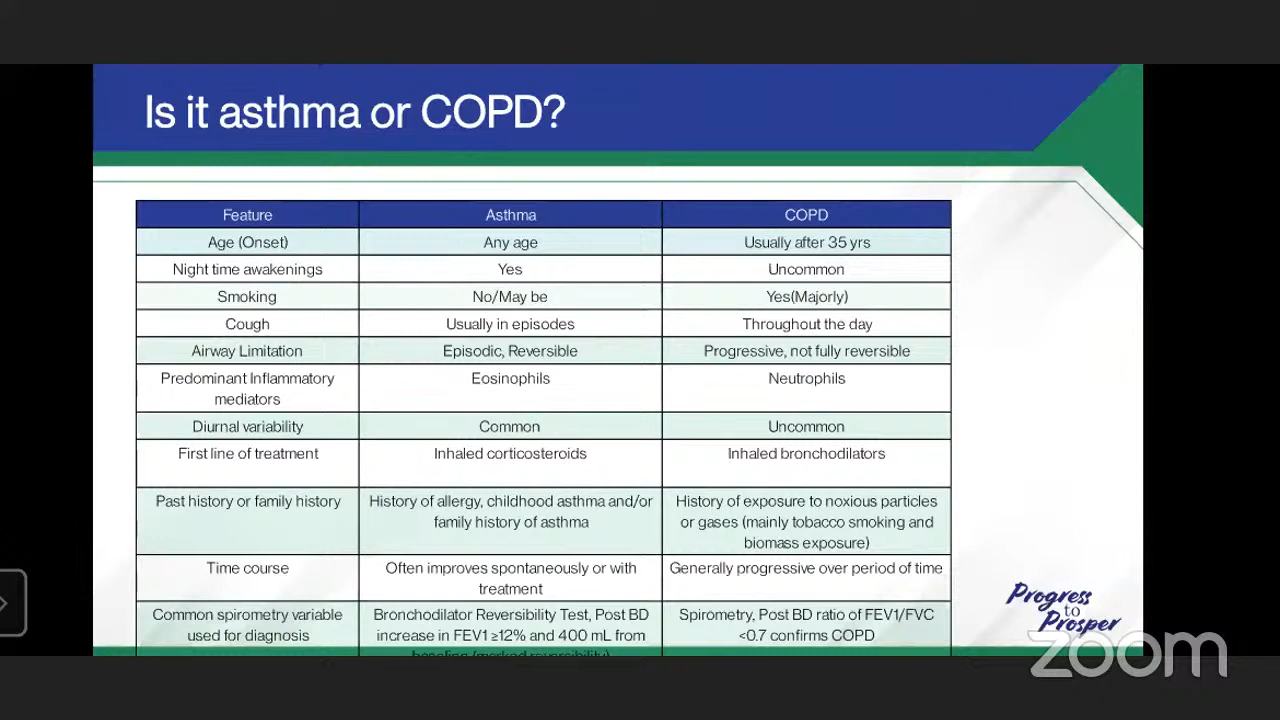 Is it asthma or COPD?
Feature Asthma COPD
Age (Onset) Any age Usually after 35 yrs
Night time awakenings Yes Uncommon
Smoking No/May be Yes(Majorly)
Cough Usually in episodes Throughout the day
Airway Limitation Episodic, Reversible Progressive, not fully reversible
Predominant Inflammatory Eosinophils Neutrophils
mediators
Diurnal variability Common Uncommon
First line of treatment Inhaled corticosteroids Inhaled bronchodilators
Past history or family history History of allergy, childhood asthma and/or History of exposure to noxious particles
family history of asthma or gases (mainly tobacco smoking and
biomass exposure)
Time course Often improves spontaneously or with Generally progressive over period of time
treatment
Common spirometry variable Bronchodilator Reversibility Test, Post BD Spirometry, Post BD ratio of FEV1/FVC
used for diagnosis increase in FEV1 ≥12% and 400 mL from <0.7 confirms COPD
baseline (marked reversibility)
Progress
to
Prosper
zoom